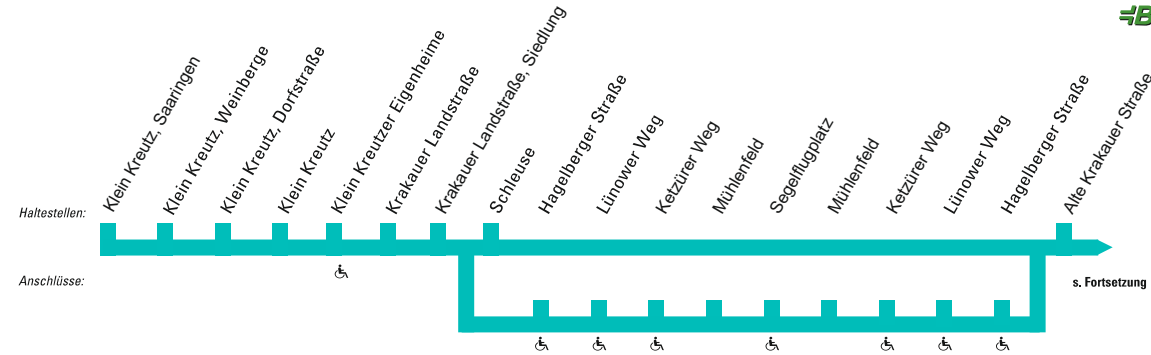 Haltestellen:
Klein Kreutz, Saaringen
Klein Kreutz, Weinberge
Klein Kreutz, Dorfstraße
Klein Kreutz
Klein Kreutzer Eigenheime
Krakauer Landstraße
Krakauer Landstraße, Siedlung
Schleuse
Hagelberger Straße
Lünower Weg
Ketzürer Weg
Mühlenfeld
Segelflugplatz
Mühlenfeld
Ketzürer Weg
Lünower Weg
Hagelberger Straße
Alte Krakauer Straße
Anschlüsse:
s. Fortsetzung